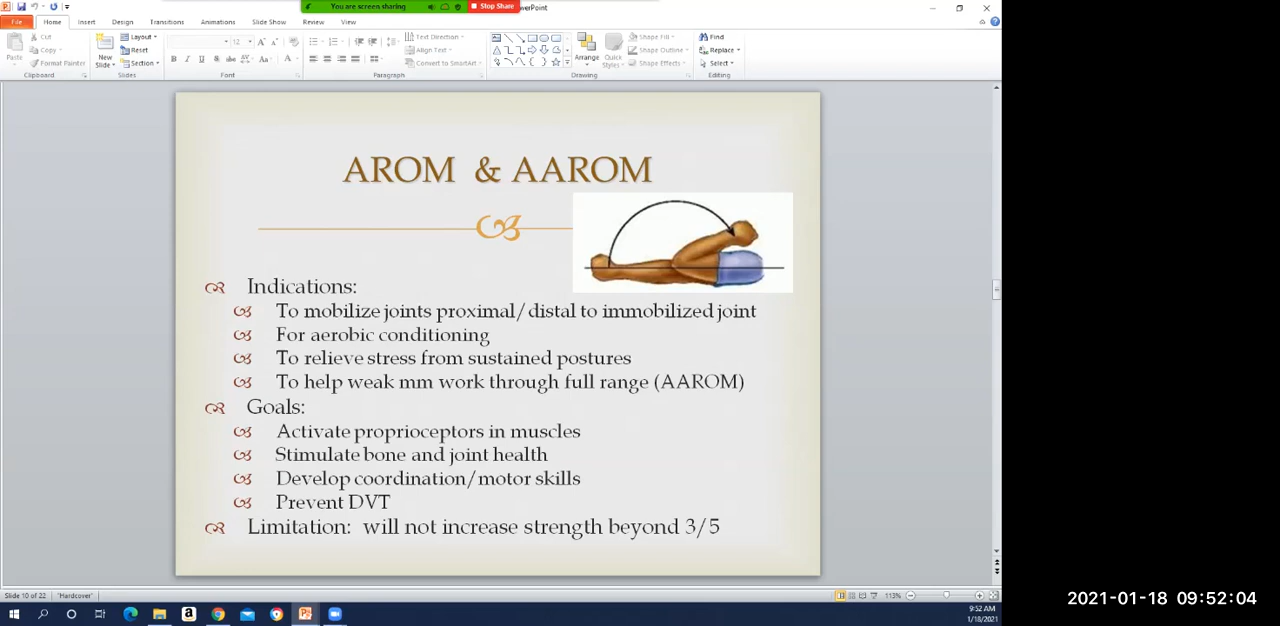 You are screen sharing
Stop Share
werPoint
File Home Insert Design Transitions Animations Slide Show Review View
Cut
Copy
Format Painter
Paste
Clipboard
New
Slide
Layout
Reset
Section
Slides
12
Font
Paragraph
Text Direction
Align Text
Convert to SmartArt
Arrange
Quick
Styles
Shape Fill
Shape Outline
Shape Effects
Drawing
Find
Replace
Select
Editing
AROM & AAROM
Indications:
To mobilize joints proximal/distal to immobilized joint
For aerobic conditioning
To relieve stress from sustained postures
To help weak mm work through full range (AAROM)
Goals:
Activate proprioceptors in muscles
Stimulate bone and joint health
Develop coordination/motor skills
Prevent DVT
Limitation: will not increase strength beyond 3/5
Slide 10 of 22 "Hardcover"
113%
9:52 AM
1/18/2021
2021-01-18 09:52:04